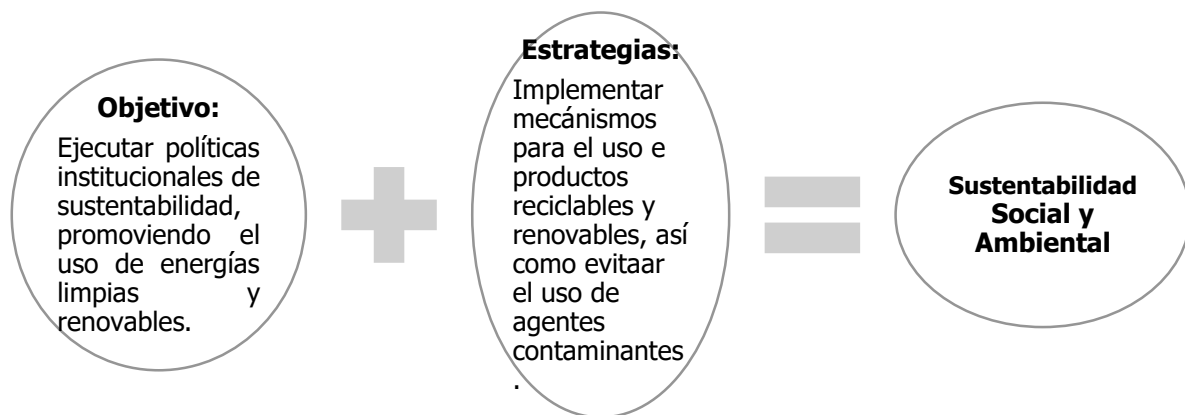 Objetivo:
Ejecutar políticas
institucionales de
sustentabilidad,
promoviendo el
uso de energías
limpias y
renovables.
Estrategias:
Implementar
mecánismos
para el uso e
productos
reciclables y
renovables, así
como evitaar
el uso de
agentes
contaminantes
.
Sustentabilidad
Social y
Ambiental